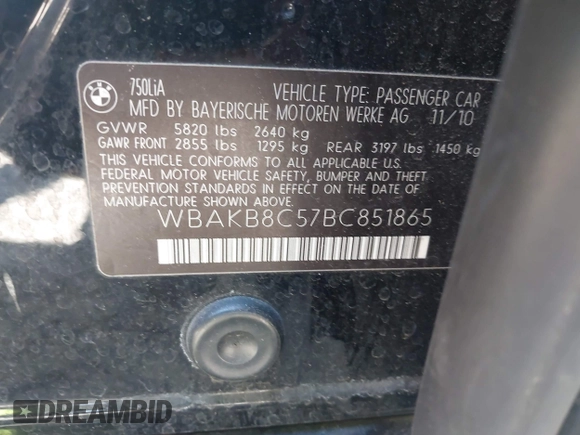 BMW
750LiA VEHICLE TYPE: PASSENGER CAR
MFD BY BAYERISCHE MOTOREN WERKE AG 11/10
GVWR 5820 lbs 2640 kg
GAWR FRONT 2855 lbs 1295 kg REAR 3197 lbs 1450 kg
THIS VEHICLE CONFORMS TO ALL APPLICABLE U.S.
FEDERAL MOTOR VEHICLE SAFETY, BUMPER AND THEFT
PREVENTION STANDARDS IN EFFECT ON THE DATE OF
MANUFACTURE SHOWN ABOVE.
WBAKB8C57BC851865
DREAMBID